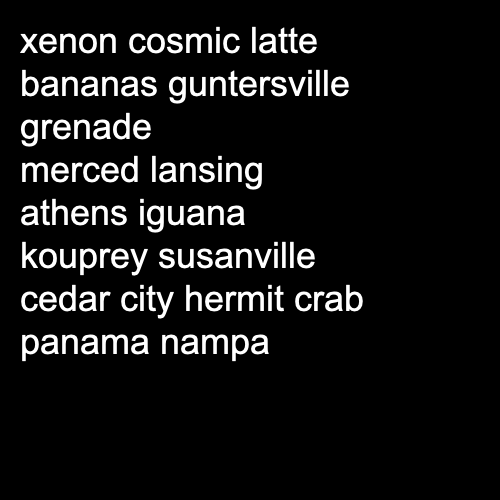 xenon cosmic latte
bananas guntersville
grenade
merced lansing
athens iguana
kouprey susanville
cedar city hermit crab
panama nampa